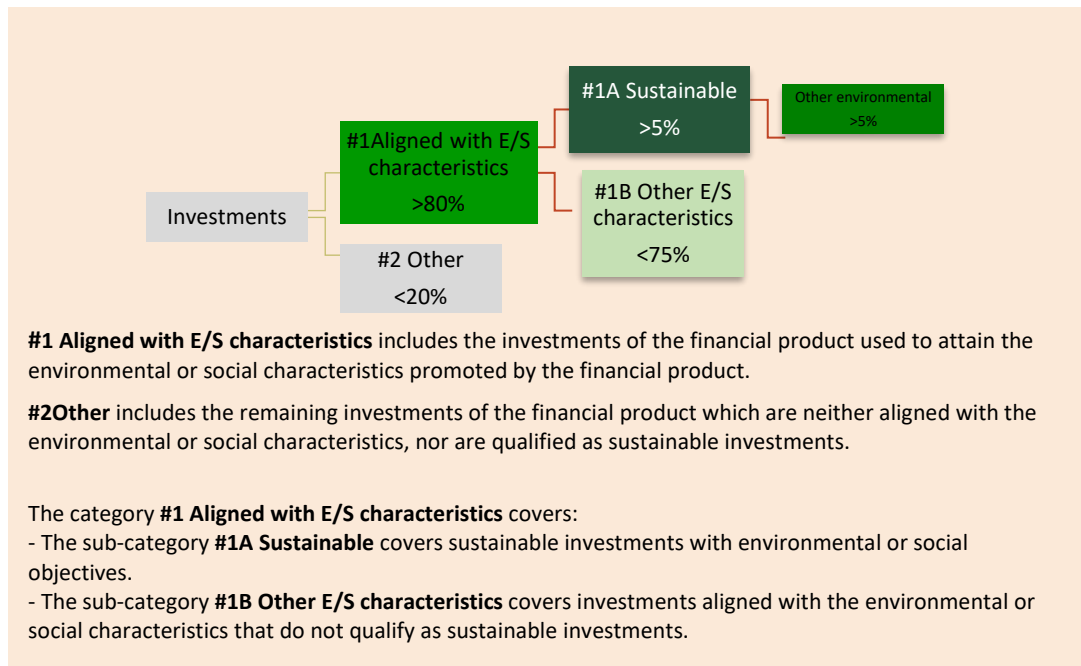 #1A Sustainable
>5%
Other environmental
>5%
#1Aligned with E/S
characteristics
>80%
#1B Other E/S
characteristics
<75%
Investments
#2 Other
<20%
#1 Aligned with E/S characteristics includes the investments of the financial product used to attain the
environmental or social characteristics promoted by the financial product.
#2Other includes the remaining investments of the financial product which are neither aligned with the
environmental or social characteristics, nor are qualified as sustainable investments.
The category #1 Aligned with E/S characteristics covers:
- The sub-category #1A Sustainable covers sustainable investments with environmental or social
objectives.
- The sub-category #1B Other E/S characteristics covers investments aligned with the environmental or
social characteristics that do not qualify as sustainable investments.